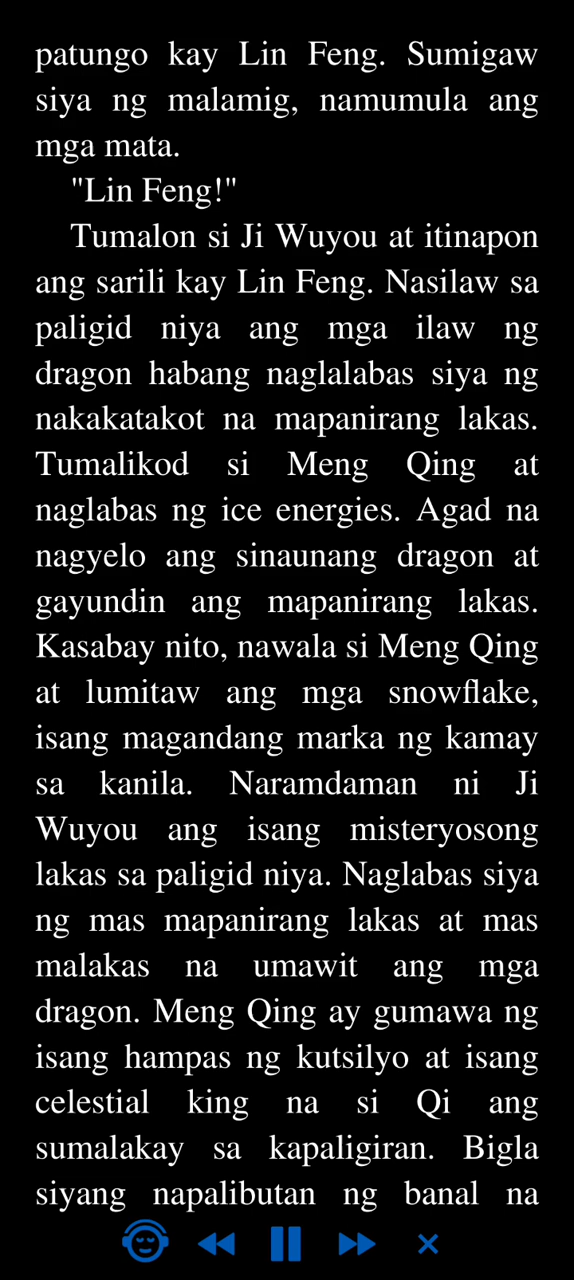 patungo kay Lin Feng. Sumigaw
siya ng malamig, namumula ang
mga mata.
"Lin Feng!"
Tumalon si Ji Wuyou at itinapon
ang sarili kay Lin Feng. Nasilaw sa
paligid niya ang mga ilaw ng
dragon habang naglalabas siya ng
nakakatakot na mapanirang lakas.
Tumalikod si Meng Qing at
naglabas ng ice energies. Agad na
nagyelo ang sinaunang dragon at
gayundin ang mapanirang lakas.
Kasabay nito, nawala si Meng Qing
at lumitaw ang mga snowflake,
isang magandang marka ng kamay
sa kanila. Naramdaman ni Ji
Wuyou ang isang misteryosong
lakas sa paligid niya. Naglabas siya
ng mas mapanirang lakas at mas
malakas na umawit ang mga
dragon. Meng Qing ay gumawa ng
isang hampas ng kutsilyo at isang
celestial king na si Qi ang
sumalakay sa kapaligiran. Bigla
siyang napalibutan ng banal na